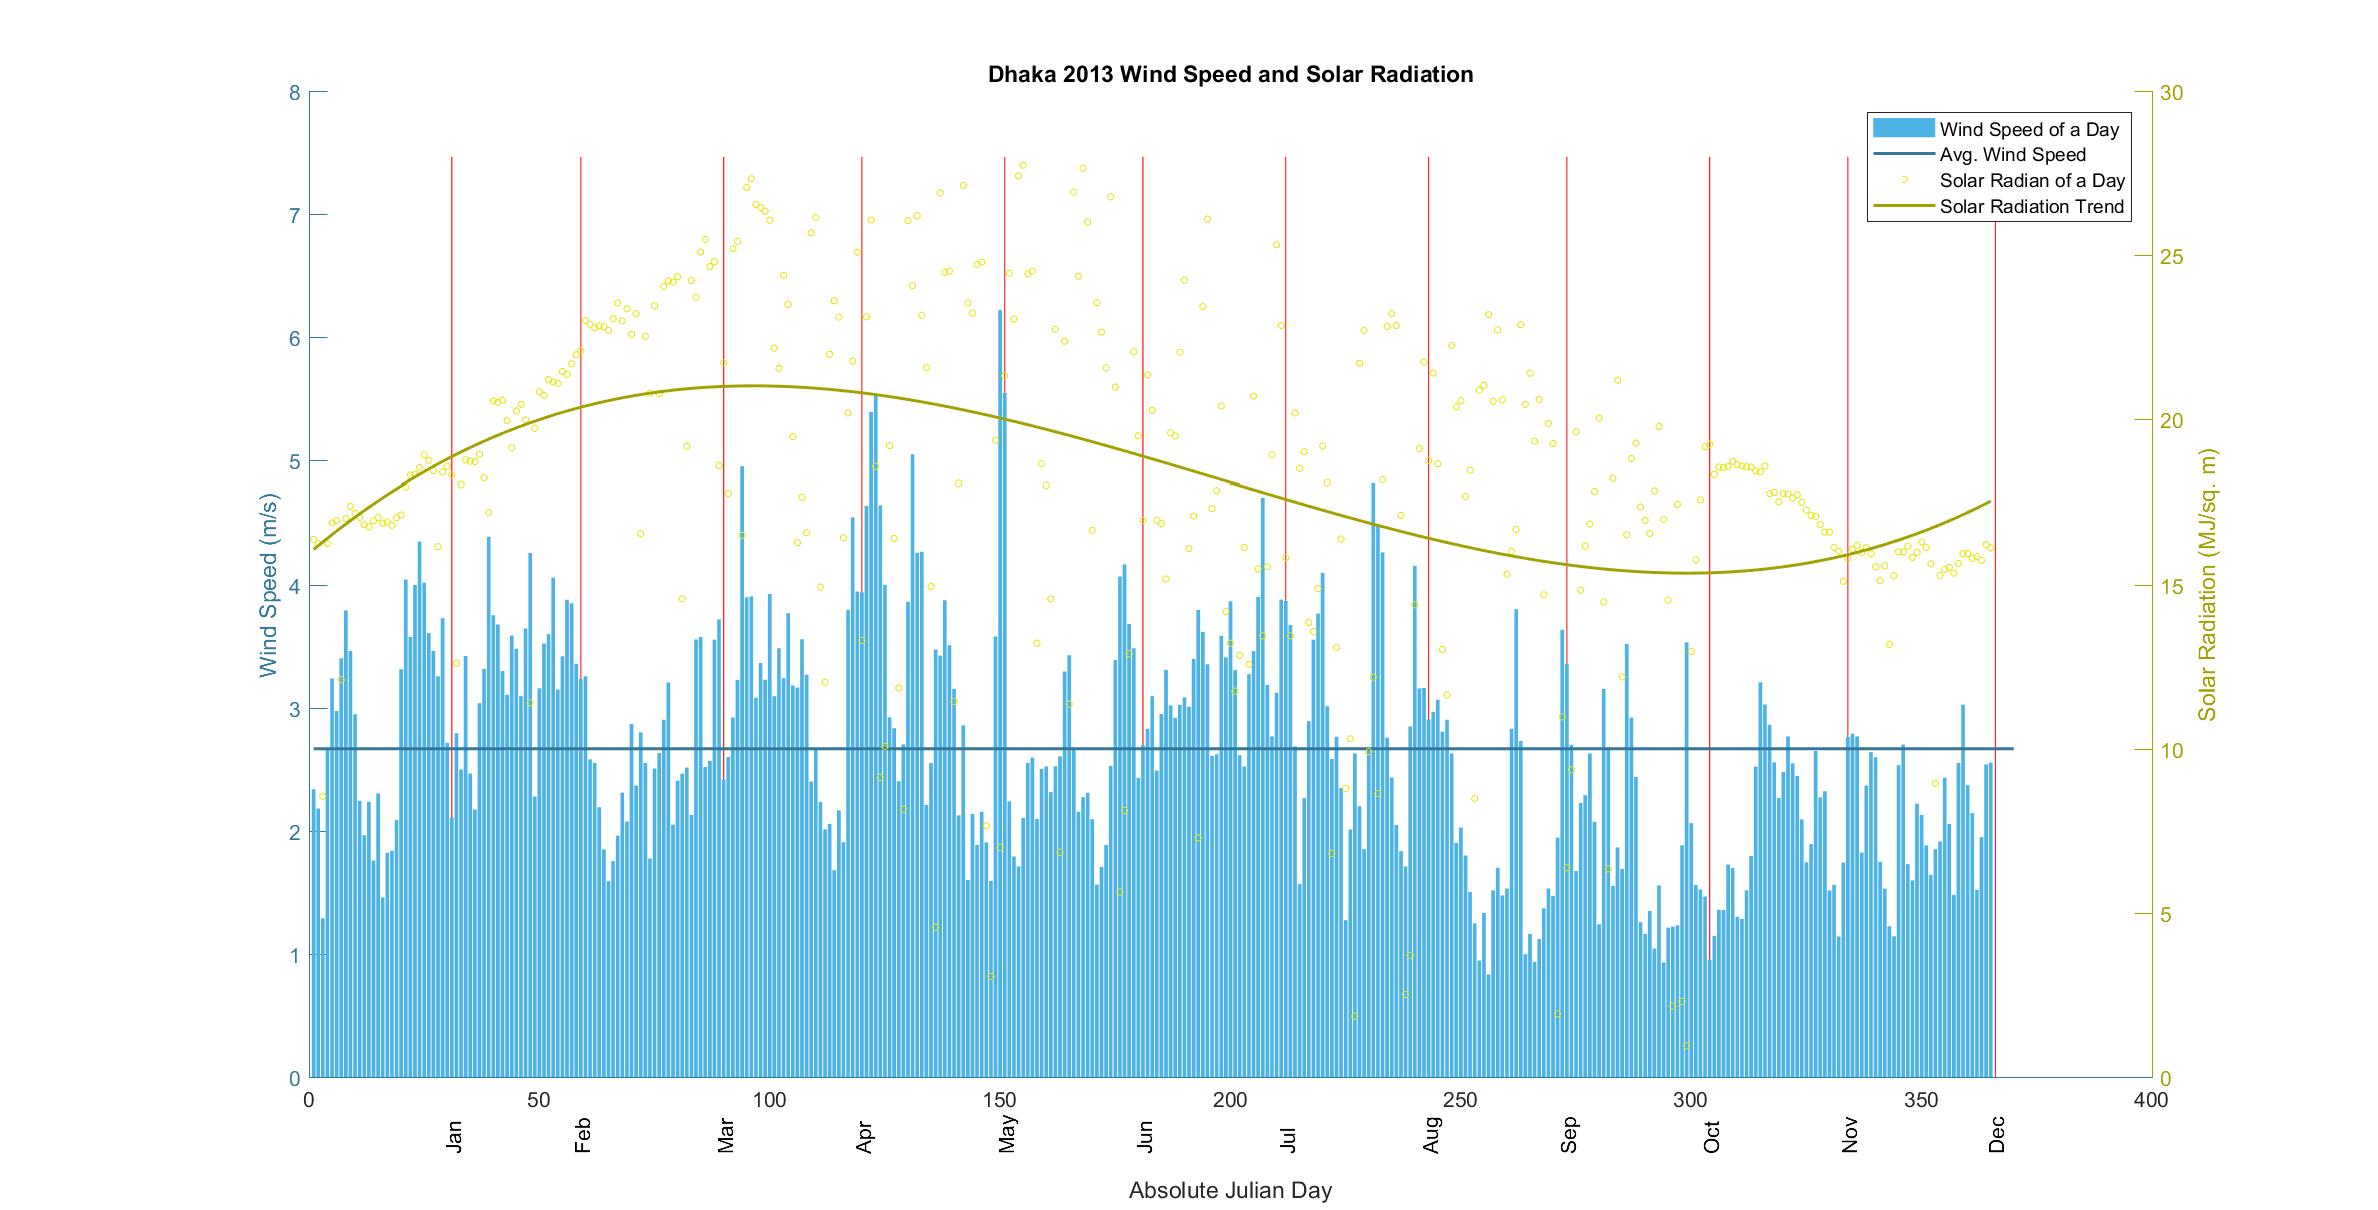 Dhaka 2013 Wind Speed and Solar Radiation
Wind Speed of a Day
Avg. Wind Speed
Solar Radian of a Day
Solar Radiation Trend
Wind Speed (m/s)
8
7
6
5
4
3
2
1
0
Solar Radiation (MJ/sq. m)
30
25
20
15
10
5
0
0 50 100 150 200 250 300 350 400
Jan Feb Mar Apr May Jun Jul Aug Sep Oct Nov Dec
Absolute Julian Day